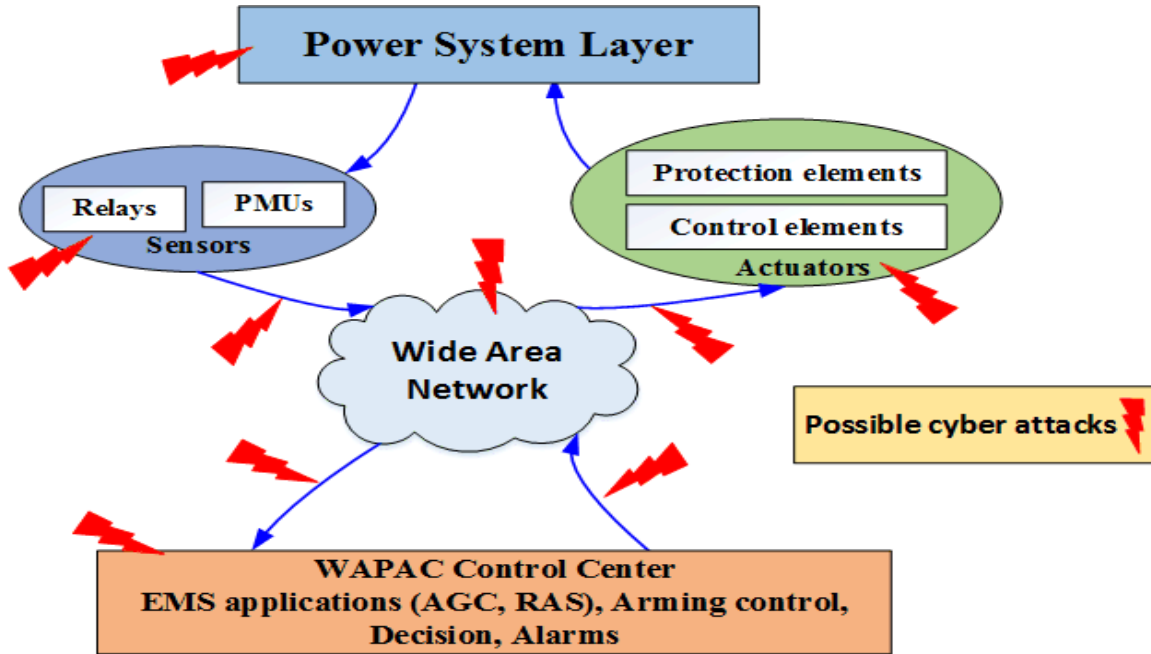 Power System Layer
Relays
PMUs
Sensors
Protection elements
Control elements
Actuators
Wide Area
Network
Possible cyber attacks
WAPAC Control Center
EMS applications (AGC, RAS), Arming control,
Decision, Alarms